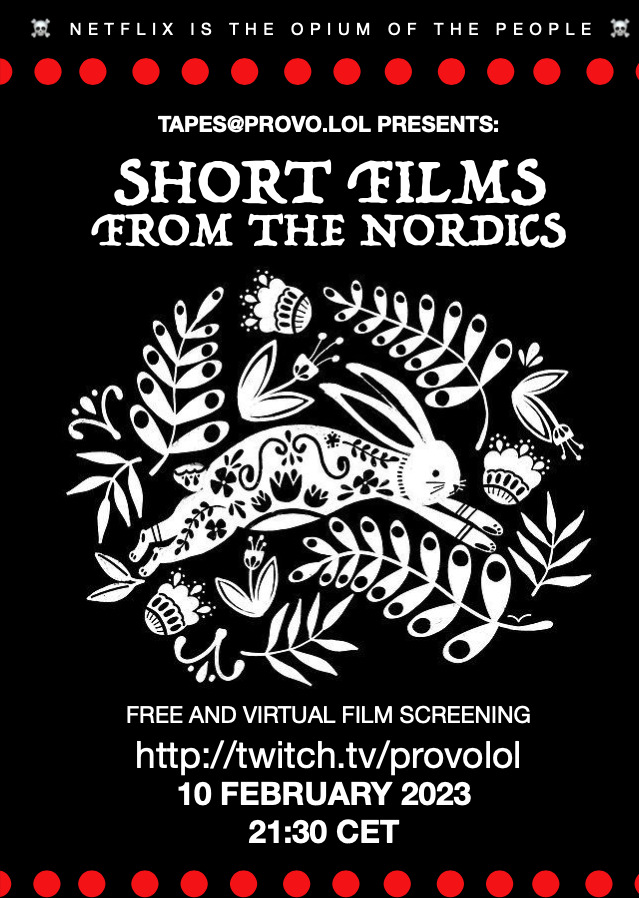 ☠️ NETFLIX IS THE OPIUM OF THE PEOPLE ☠️
TAPES@PROVO.LOL PRESENTS:
SHORT FILMS
FROM THE NORDICS
FREE AND VIRTUAL FILM SCREENING
http://twitch.tv/provolol
10 FEBRUARY 2023
21:30 CET